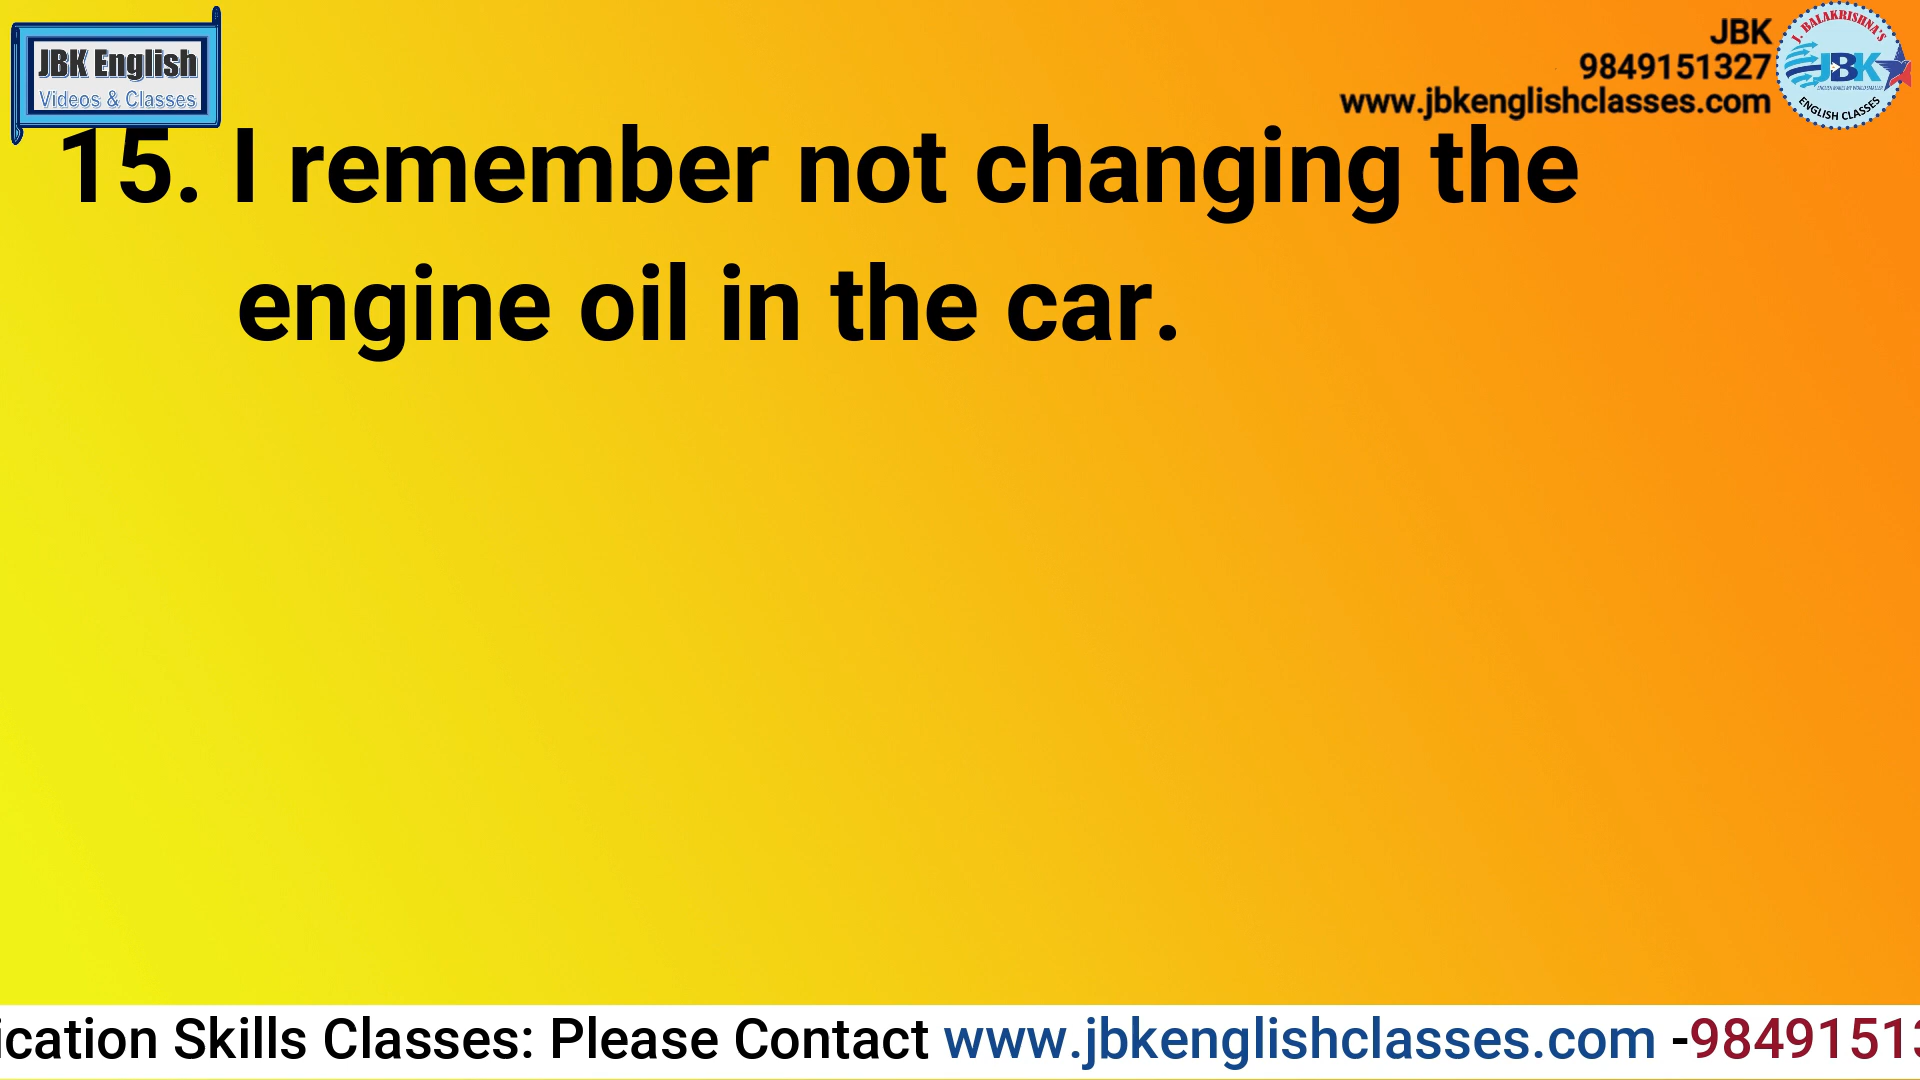 JBK English
Videos & Classes
JBK
9849151327
www.jbkenglishclasses.com
J. BALAKRISHNA'S
JBK
ENGLISH CLASSES
15. I remember not changing the
engine oil in the car.
ication Skills Classes: Please Contact www.jbkenglishclasses.com -98491513